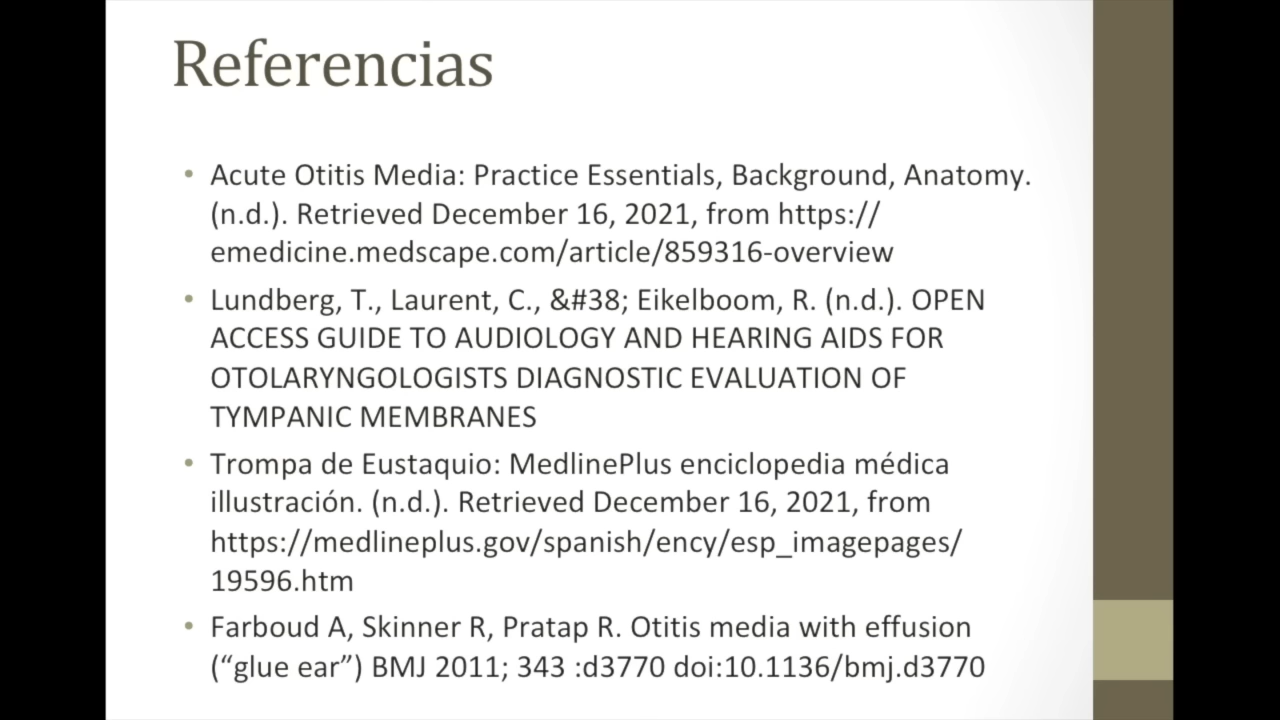 Referencias
• Acute Otitis Media: Practice Essentials, Background, Anatomy.
(n.d.). Retrieved December 16, 2021, from https://
emedicine.medscape.com/article/859316-overview
• Lundberg, T., Laurent, C., &#38; Eikelboom, R. (n.d.). OPEN
ACCESS GUIDE TO AUDIOLOGY AND HEARING AIDS FOR
OTOLARYNGOLOGISTS DIAGNOSTIC EVALUATION OF
TYMPANIC MEMBRANES
• Trompa de Eustaquio: MedlinePlus enciclopedia médica
illustración. (n.d.). Retrieved December 16, 2021, from
https://medlineplus.gov/spanish/ency/esp_imagepages/
19596.htm
• Farboud A, Skinner R, Pratap R. Otitis media with effusion
(“glue ear”) BMJ 2011; 343 :d3770 doi:10.1136/bmj.d3770